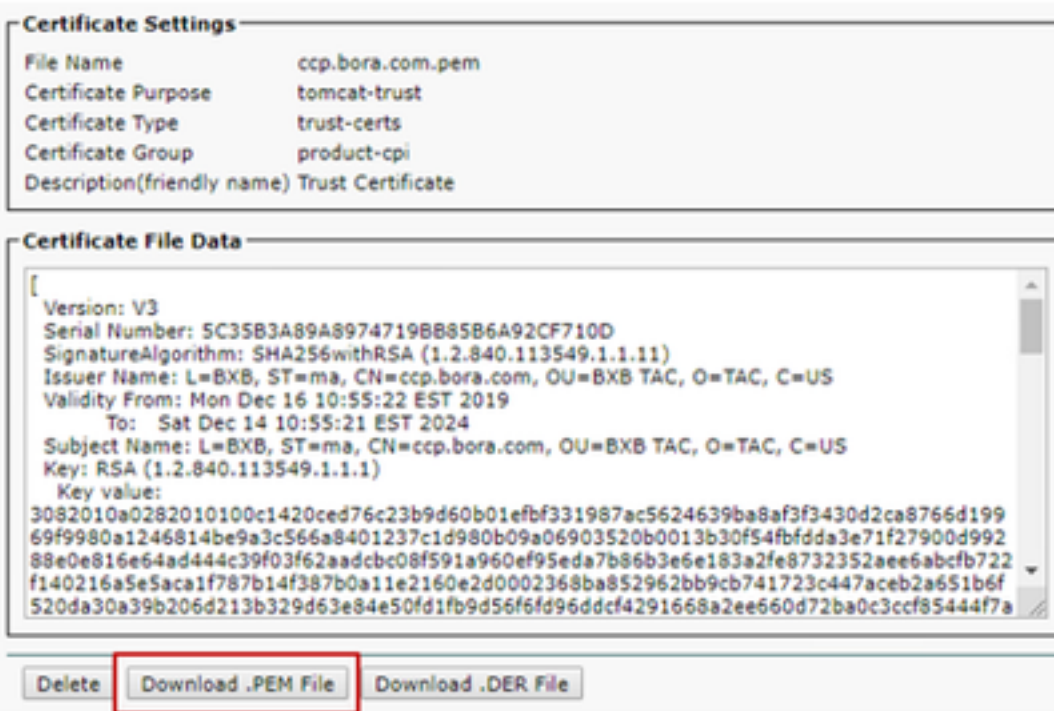 Certificate Settings
File Name ccp.bora.com.pem
Certificate Purpose tomcat-trust
Certificate Type trust-certs
Certificate Group product-cpi
Description(friendly name) Trust Certificate
Certificate File Data
[
Version: V3
Serial Number: 5C35B3A89A8974719BB85B6A92CF710D
SignatureAlgorithm: SHA256withRSA (1.2.840.113549.1.1.11)
Issuer Name: L=BXB, ST=ma, CN=ccp.bora.com, OU=BXB TAC, O=TAC, C=US
Validity From: Mon Dec 16 10:55:22 EST 2019
To: Sat Dec 14 10:55:21 EST 2024
Subject Name: L=BXB, ST=ma, CN=ccp.bora.com, OU=BXB TAC, O=TAC, C=US
Key: RSA (1.2.840.113549.1.1.1)
Key value:
3082010a0282010100c1420ced76c23b9d60b01efbf331987ac5624639ba8af3f3430d2ca8766d199
69f9980a1246814be9a3c566a8401237c1d980b09a06903520b0013b30f54fbfdda3e71f27900d992
88e0e816e64ad444c39f03f62aadcbc08f591a960ef95eda7b86b3e6e183a2fe8732352aee6abcfb722
f140216a5e5aca1f787b14f387b0a11e2160e2d0002368ba852962bb9cb741723c447aceb2a651b6f
520da30a39b206d213b329d63e84e50fd1fb9d56f6fd96ddcf4291668a2ee660d72ba0c3ccf85444f7a
Delete Download .PEM File Download .DER File